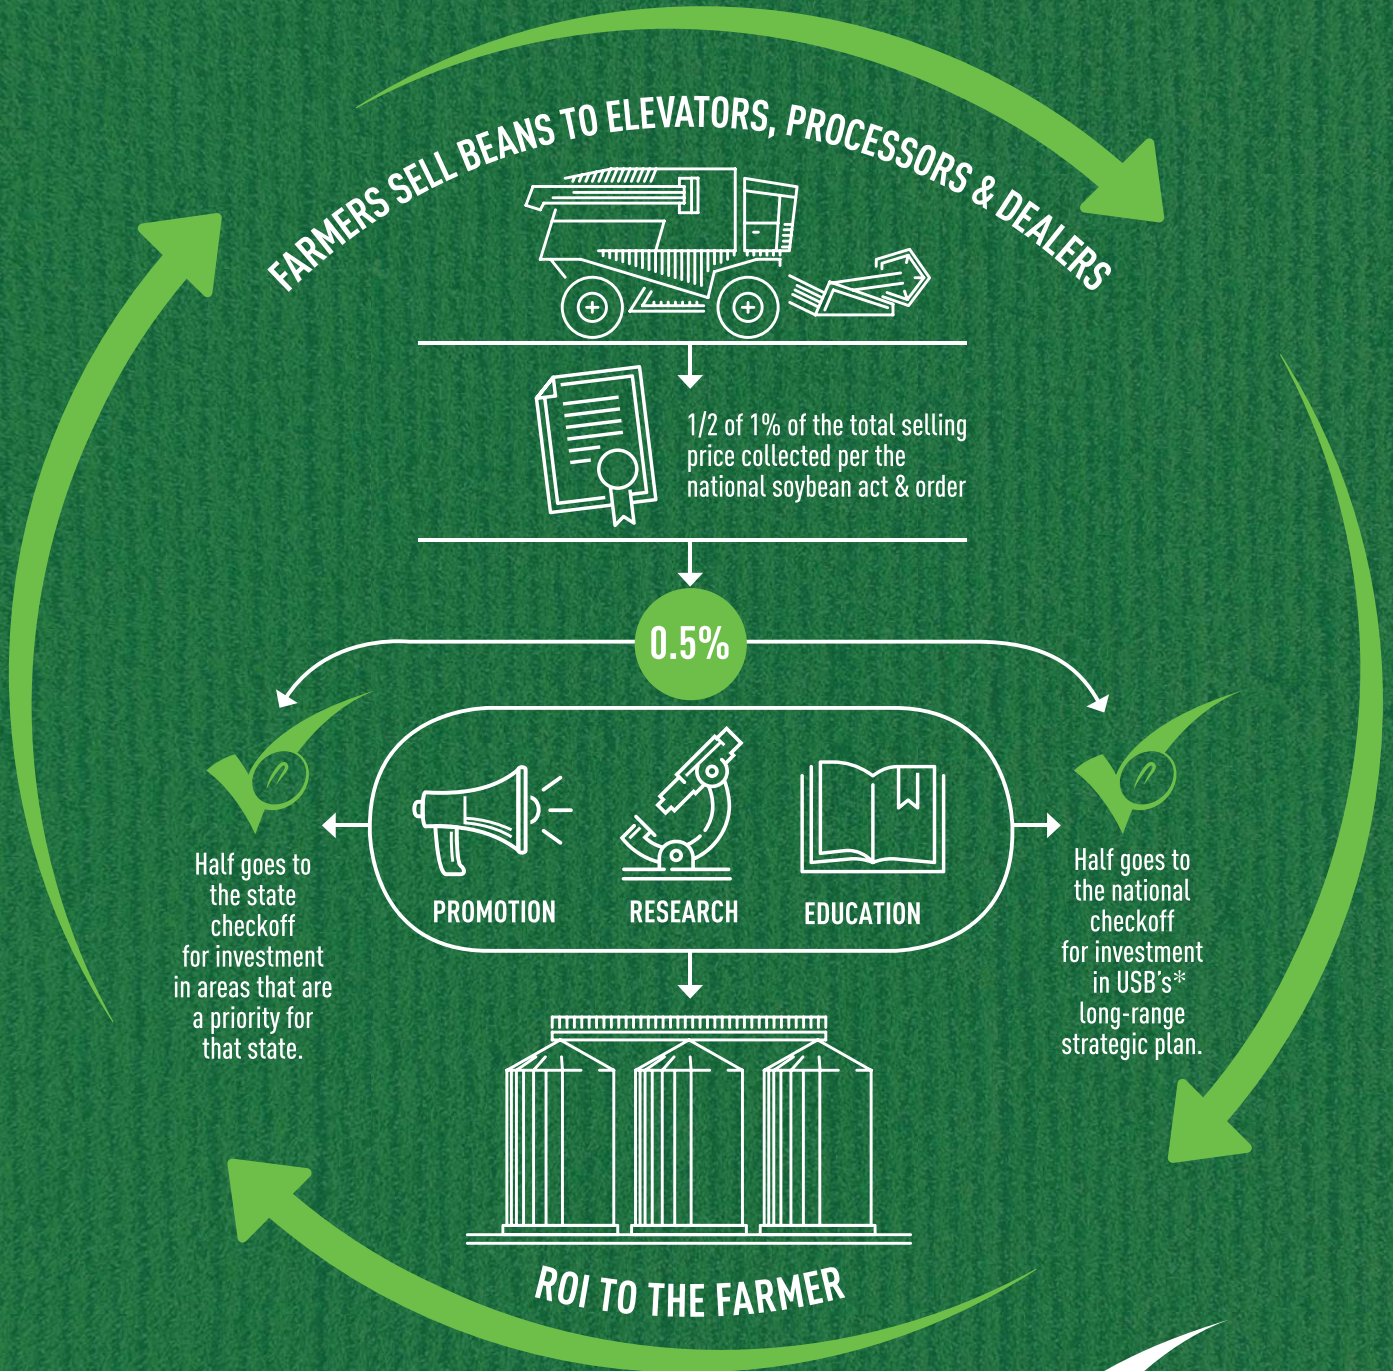 FARMERS SELL BEANS TO ELEVATORS, PROCESSORS & DEALERS
1/2 of 1% of the total selling
price collected per the
national soybean act & order
0.5%
PROMOTION
RESEARCH
EDUCATION
Half goes to
the state
checkoff
for investment
in areas that are
a priority for
that state.
Half goes to
the national
checkoff
for investment
in USB's*
long-range
strategic plan.
ROI TO THE FARMER